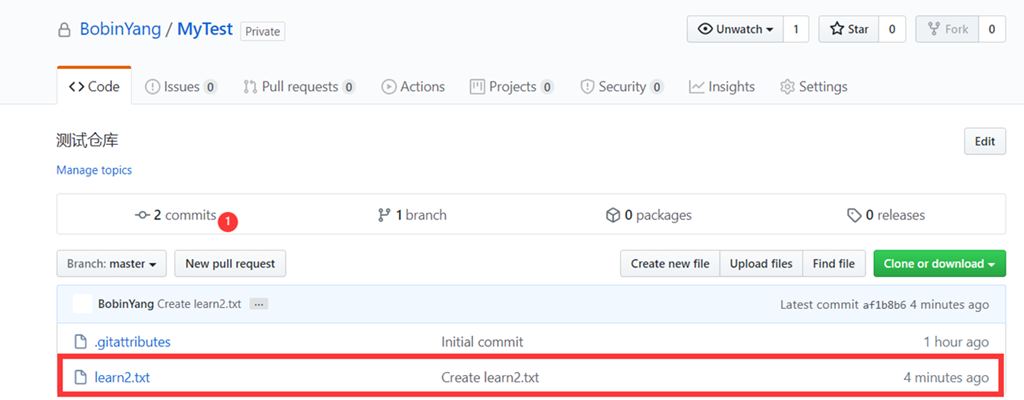 BobinYang / MyTest Private
Unwatch 1 Star 0 Fork 0
Code Issues 0 Pull requests 0 Actions Projects 0 Security 0 Insights Settings
测试仓库
Edit
Manage topics
2 commits 1 1 branch 0 packages 0 releases
Branch: master New pull request Create new file Upload files Find file Clone or download
BobinYang Create learn2.txt ... Latest commit af1b8b6 4 minutes ago
.gitattributes Initial commit 1 hour ago
learn2.txt Create learn2.txt 4 minutes ago